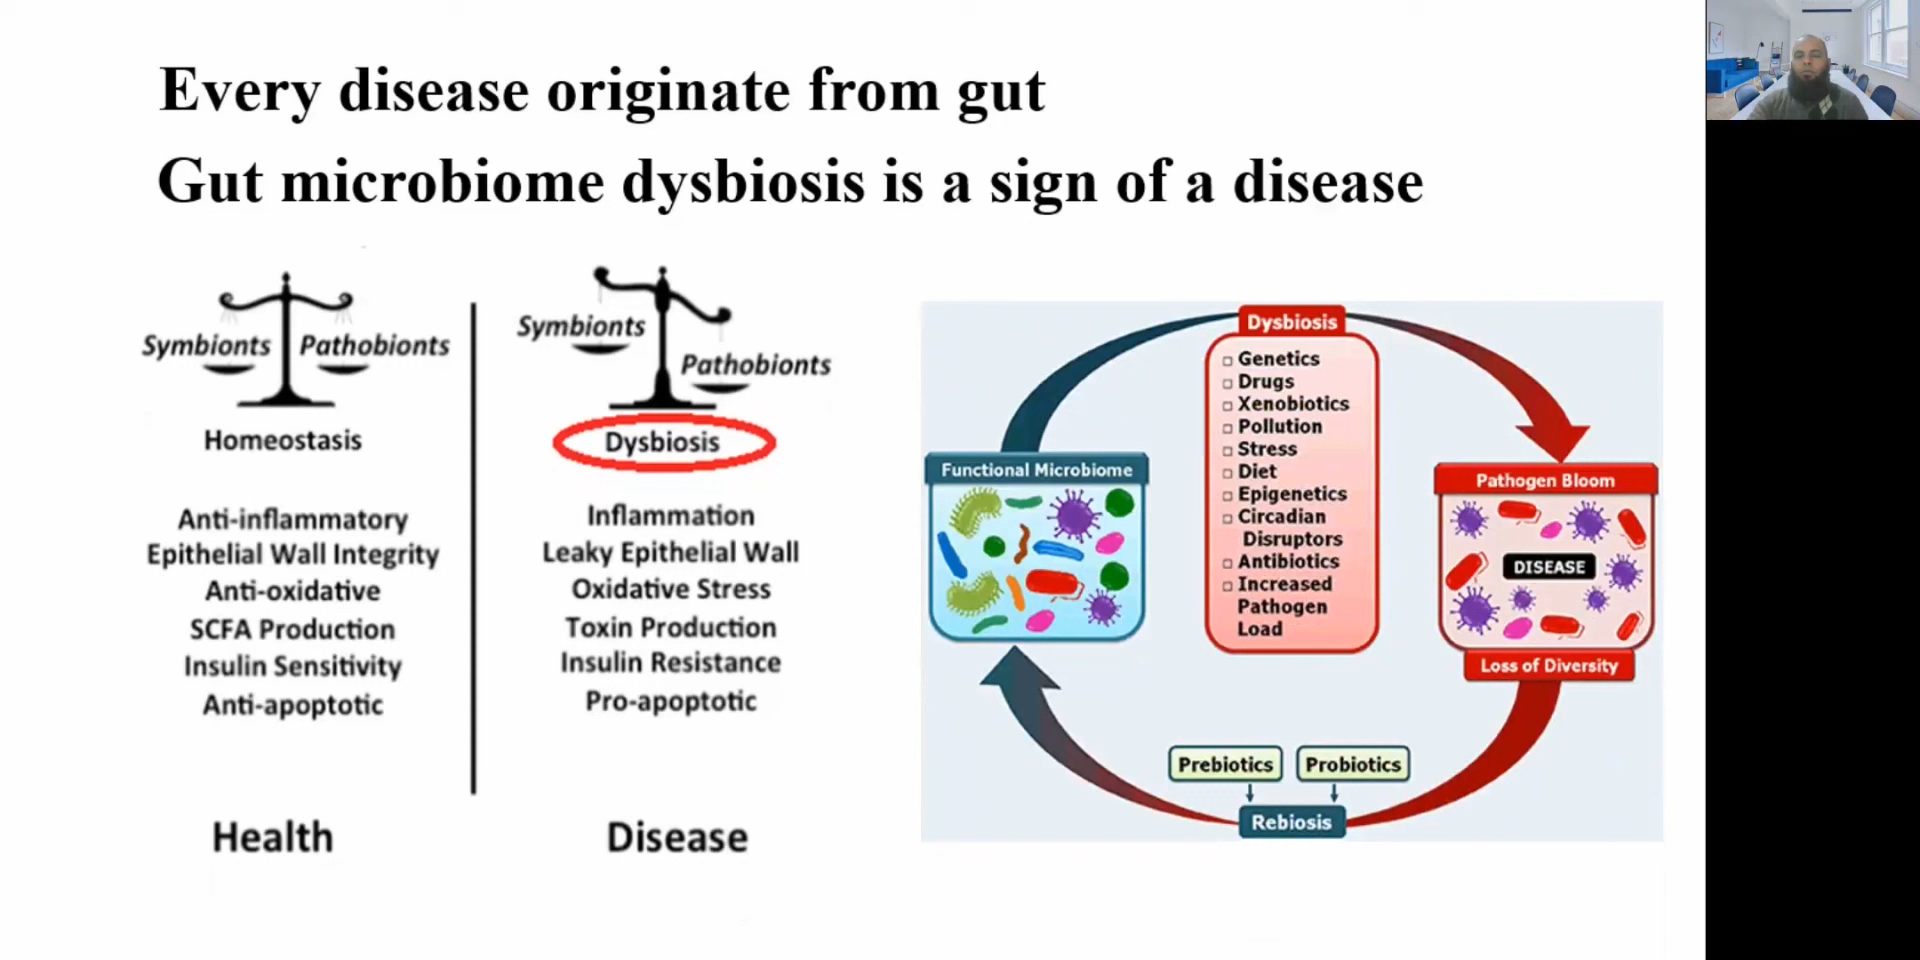 Every disease originate from gut
Gut microbiome dysbiosis is a sign of a disease
Symbionts
Pathobionts
Homeostasis
Anti-inflammatory
Epithelial Wall Integrity
Anti-oxidative
SCFA Production
Insulin Sensitivity
Anti-apoptotic
Health
Symbionts
Pathobionts
Dysbiosis
Inflammation
Leaky Epithelial Wall
Oxidative Stress
Toxin Production
Insulin Resistance
Pro-apoptotic
Disease
Dysbiosis
Genetics
Drugs
Xenobiotics
Pollution
Stress
Diet
Epigenetics
Circadian
Disruptors
Antibiotics
Increased
Pathogen
Load
Functional Microbiome
Pathogen Bloom
DISEASE
Loss of Diversity
Prebiotics
Probiotics
Rebiosis